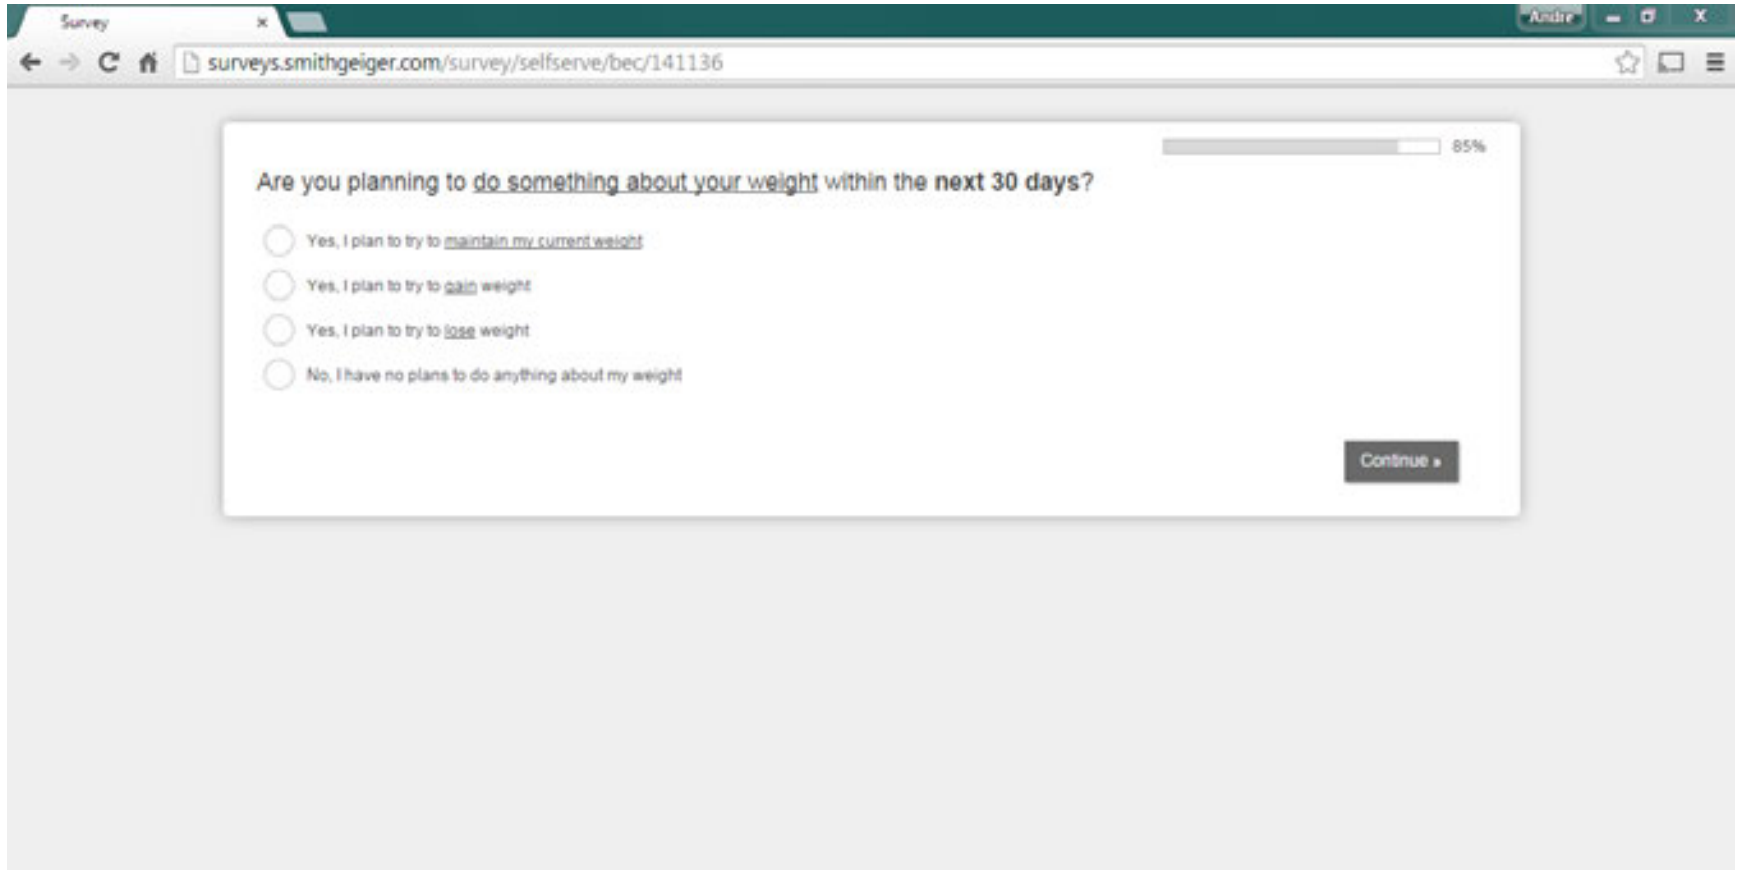 Survey
Andre
surveys.smithgeiger.com/survey/selfserve/bec/141136
85%
Are you planning to do something about your weight within the next 30 days?
Yes, I plan to try to maintain my current weight
Yes, I plan to try to gain weight
Yes, I plan to try to lose weight
No, I have no plans to do anything about my weight
Continue »